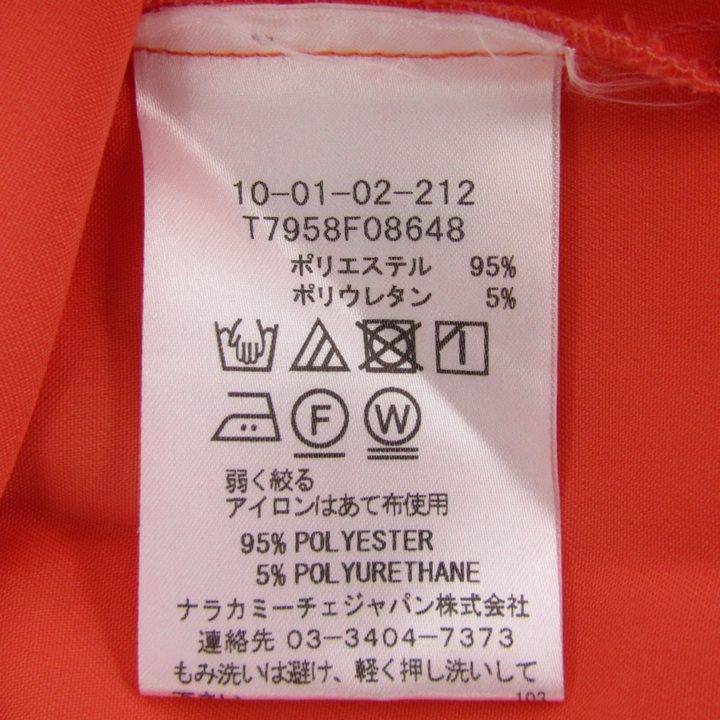 10-01-02-212
T7958F08648
ポリエステル 95%
ポリウレタン 5%
F W
弱く絞る
アイロンはあて布使用
95% POLYESTER
5% POLYURETHANE
ナラカミーチェジャパン株式会社
連絡先 03-3404-7373
もみ洗いは避け、軽く押し洗いして